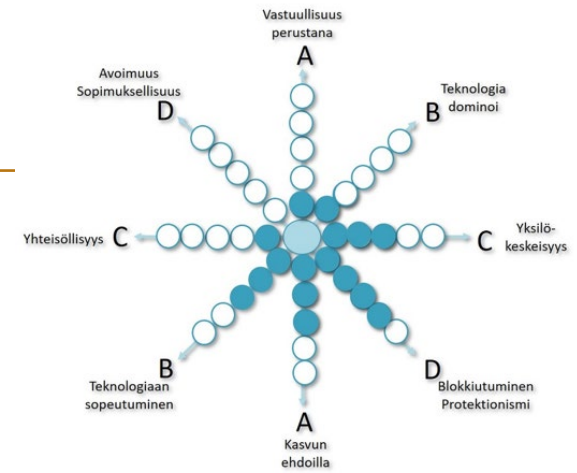 Vastuullisuus
perustana
A
Avoimuus
Sopimuksellisuus
D
Teknologia
dominoi
B
Yhteisöllisyys C
C Yksilö-
keskeisyys
B
Teknologiaan
sopeutuminen
D
Blokkiutuminen
Protektionismi
A
Kasvun
ehdoilla